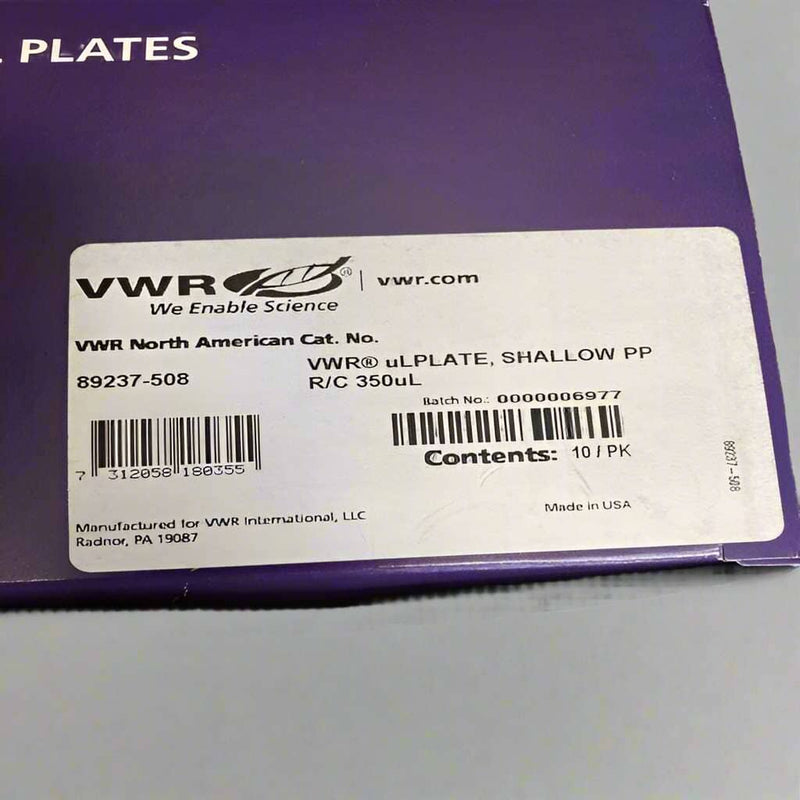 PLATES
VWR® | vwr.com
We Enable Science
VWR North American Cat. No.
89237-508
VWR® uLPLATE, SHALLOW PP
R/C 350uL
Batch No.: 0000006977
7 312058 180355
Contents: 10 / PK
89237-508
Made in USA
Manufactured for VWR International, LLC
Radnor, PA 19087